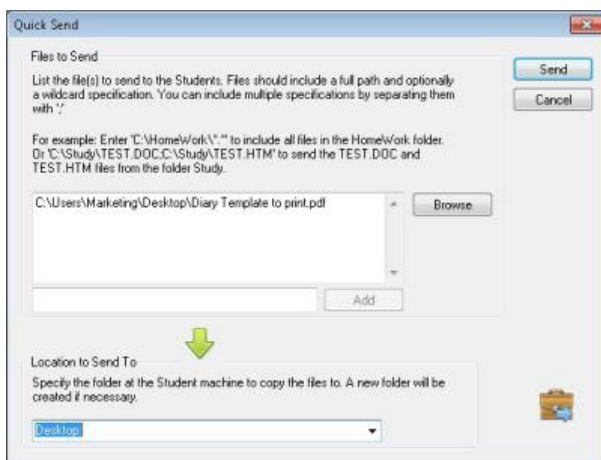 Quick Send
Files to Send
List the file(s) to send to the Students. Files should include a full path and optionally
a wildcard specification. You can include multiple specifications by separating them
with ';'
For example: Enter 'C:\HomeWork\*.*' to include all files in the HomeWork folder.
Or 'C:\Study\TEST.DOC;C:\Study\TEST.HTM' to send the TEST.DOC and
TEST.HTM files from the folder Study.
C:\Users\Marketing\Desktop\Diary Template to print.pdf
Browse
Add
Send
Cancel
Location to Send To
Specify the folder at the Student machine to copy the files to. A new folder will be
created if necessary.
Desktop